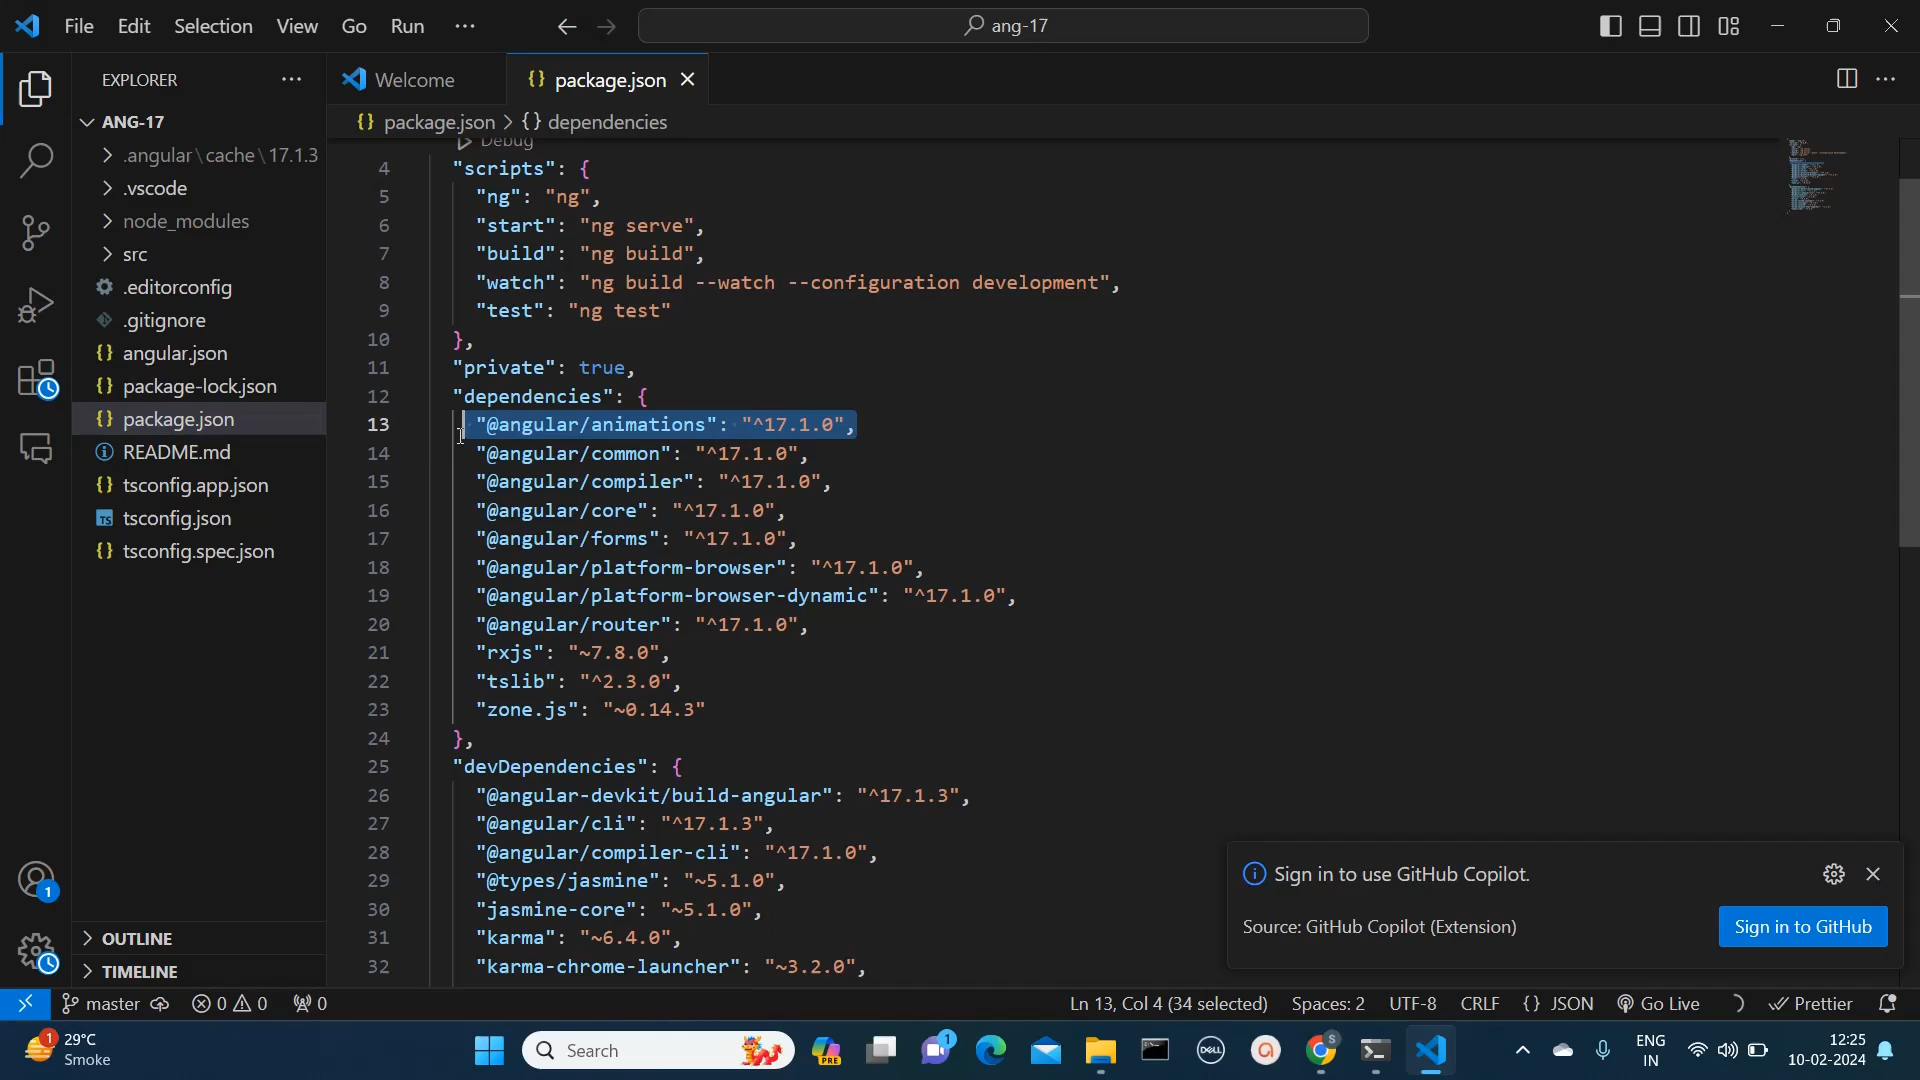 File Edit Selection View Go Run ··· ang-17
EXPLORER ···
Welcome package.json
package.json > {} dependencies
ANG-17
.angular\cache\17.1.3
.vscode
node_modules
src
.editorconfig
.gitignore
angular.json
package-lock.json
package.json
README.md
tsconfig.app.json
tsconfig.json
tsconfig.spec.json
OUTLINE
TIMELINE
Debug
4 "scripts": {
5 "ng": "ng",
6 "start": "ng serve",
7 "build": "ng build",
8 "watch": "ng build --watch --configuration development",
9 "test": "ng test"
10 },
11 "private": true,
12 "dependencies": {
13 "@angular/animations": "^17.1.0",
14 "@angular/common": "^17.1.0",
15 "@angular/compiler": "^17.1.0",
16 "@angular/core": "^17.1.0",
17 "@angular/forms": "^17.1.0",
18 "@angular/platform-browser": "^17.1.0",
19 "@angular/platform-browser-dynamic": "^17.1.0",
20 "@angular/router": "^17.1.0",
21 "rxjs": "~7.8.0",
22 "tslib": "^2.3.0",
23 "zone.js": "~0.14.3"
24 },
25 "devDependencies": {
26 "@angular-devkit/build-angular": "^17.1.3",
27 "@angular/cli": "^17.1.3",
28 "@angular/compiler-cli": "^17.1.0",
29 "@types/jasmine": "~5.1.0",
30 "jasmine-core": "~5.1.0",
31 "karma": "~6.4.0",
32 "karma-chrome-launcher": "~3.2.0",
Sign in to use GitHub Copilot.
Source: GitHub Copilot (Extension) Sign in to GitHub
1
master 0 0 0 Ln 13, Col 4 (34 selected) Spaces: 2 UTF-8 CRLF {} JSON Go Live Prettier
1 29°C
Smoke
Search
PRE
1
DELL
S
ENG
IN
12:25
10-02-2024